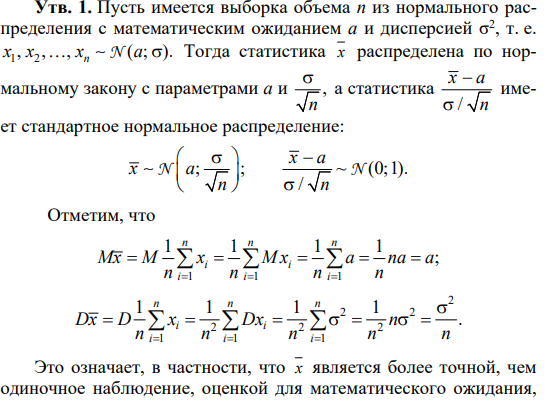 Утв. 1. Пусть имеется выборка объема n из нормального рас-
пределения с математическим ожиданием a и дисперсией σ², т. е.
x₁, x₂, …, xₙ ~ 𝒩(a; σ). Тогда статистика x̅ распределена по нор-
мальному закону с параметрами a и σ/√n, а статистика (x̅ − a)/(σ / √n) име-
ет стандартное нормальное распределение:
x̅ ~ 𝒩(a; σ/√n); (x̅ − a)/(σ / √n) ~ 𝒩(0; 1).
Отметим, что
Mx̅ = M 1/n ∑ᵢ₌₁ⁿ xᵢ = 1/n ∑ᵢ₌₁ⁿ Mxᵢ = 1/n ∑ᵢ₌₁ⁿ a = 1/n na = a;
Dx̅ = D 1/n ∑ᵢ₌₁ⁿ xᵢ = 1/n² ∑ᵢ₌₁ⁿ Dxᵢ = 1/n² ∑ᵢ₌₁ⁿ σ² = 1/n² nσ² = σ²/n.
Это означает, в частности, что x̅ является более точной, чем
одиночное наблюдение, оценкой для математического ожидания,